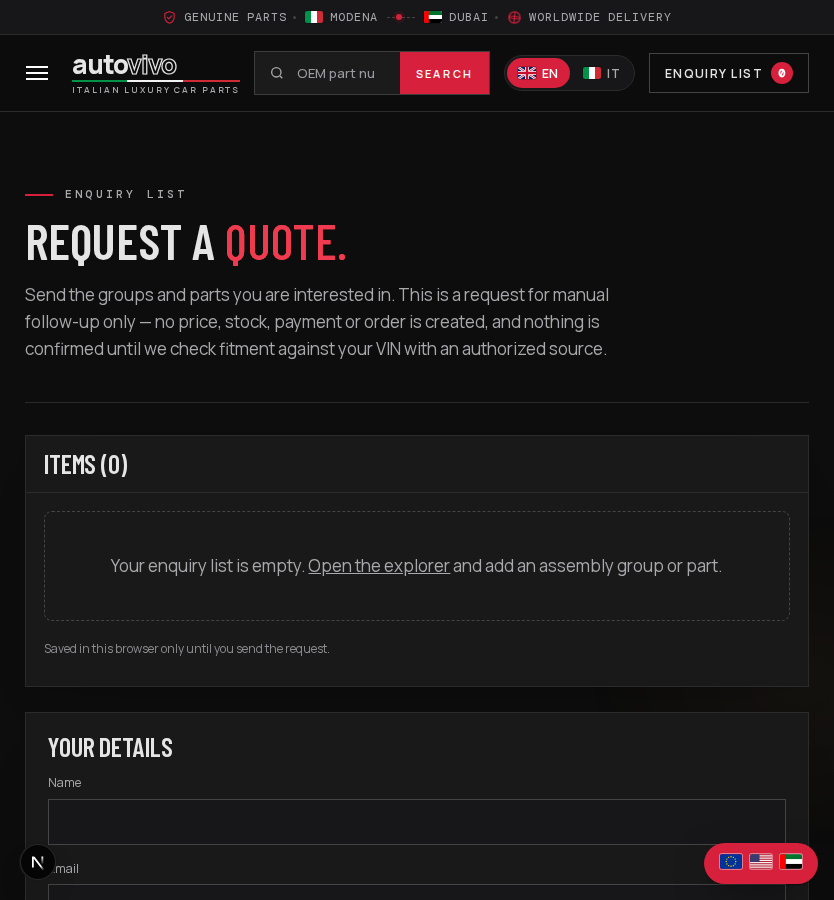 GENUINE PARTS • MODENA DUBAI • WORLDWIDE DELIVERY
autovivo
ITALIAN LUXURY CAR PARTS
OEM part nu
SEARCH
EN
IT
ENQUIRY LIST 0
ENQUIRY LIST
REQUEST A QUOTE.
Send the groups and parts you are interested in. This is a request for manual
follow-up only — no price, stock, payment or order is created, and nothing is
confirmed until we check fitment against your VIN with an authorized source.
ITEMS (0)
Your enquiry list is empty. Open the explorer and add an assembly group or part.
Saved in this browser only until you send the request.
YOUR DETAILS
Name
N
mail